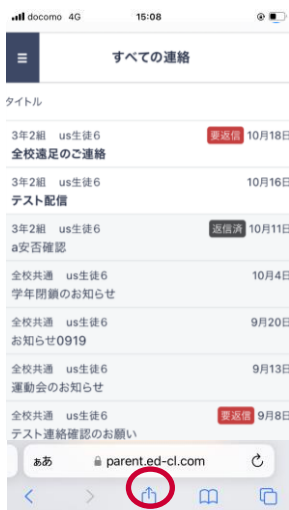 docomo 4G 15:08
すべての連絡
タイトル
3年2組 us生徒6 要返信 10月18日
全校遠足のご連絡
3年2組 us生徒6 10月16日
テスト配信
3年2組 us生徒6 返信済 10月11日
a安否確認
全校共通 us生徒6 10月4日
学年閉鎖のお知らせ
全校共通 us生徒6 9月20日
お知らせ0919
全校共通 us生徒6 9月13日
運動会のお知らせ
全校共通 us生徒6 要返信 9月8日
テスト連絡確認のお願い
ああ parent.ed-cl.com